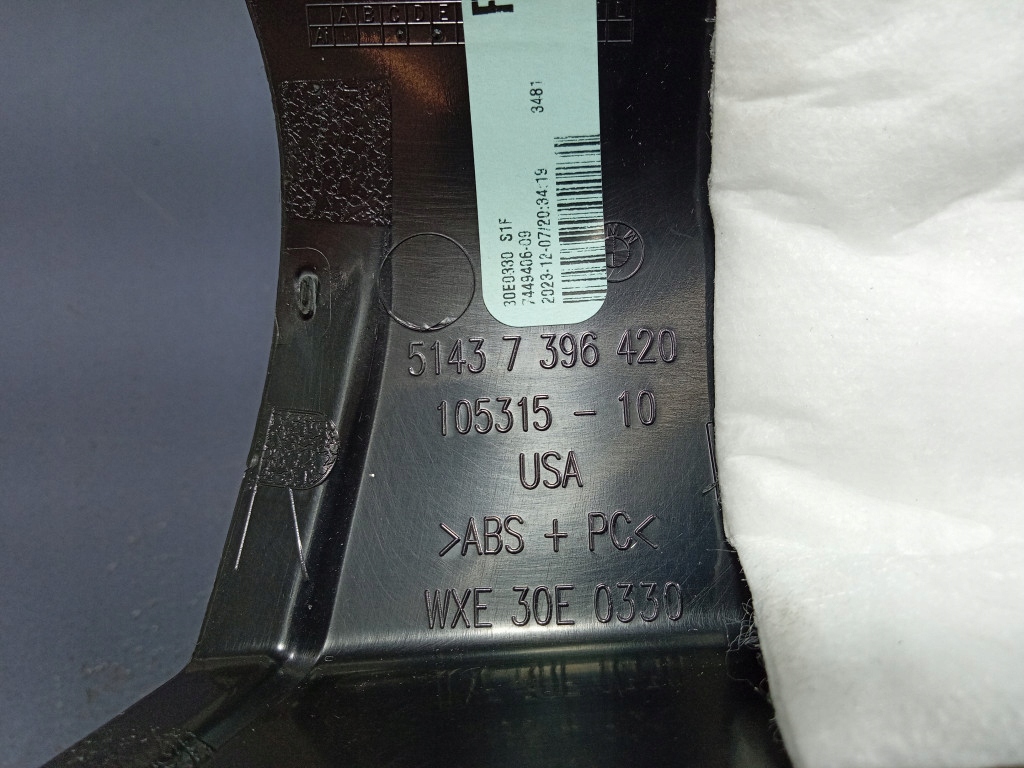 A B C D E
L
3481
30E0330 S1F
7449406-09
2023-12-07/20:34:19
5143 7 396 420
105315 - 10
USA
>ABS + PC<
WXE 30E 0330